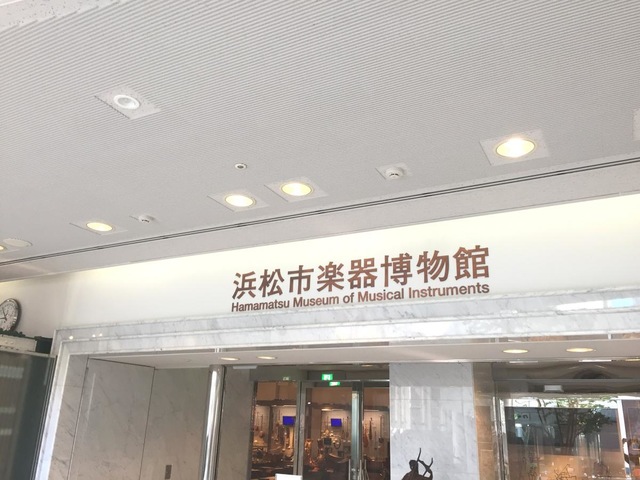 浜松市楽器博物館
Hamamatsu Museum of Musical Instruments